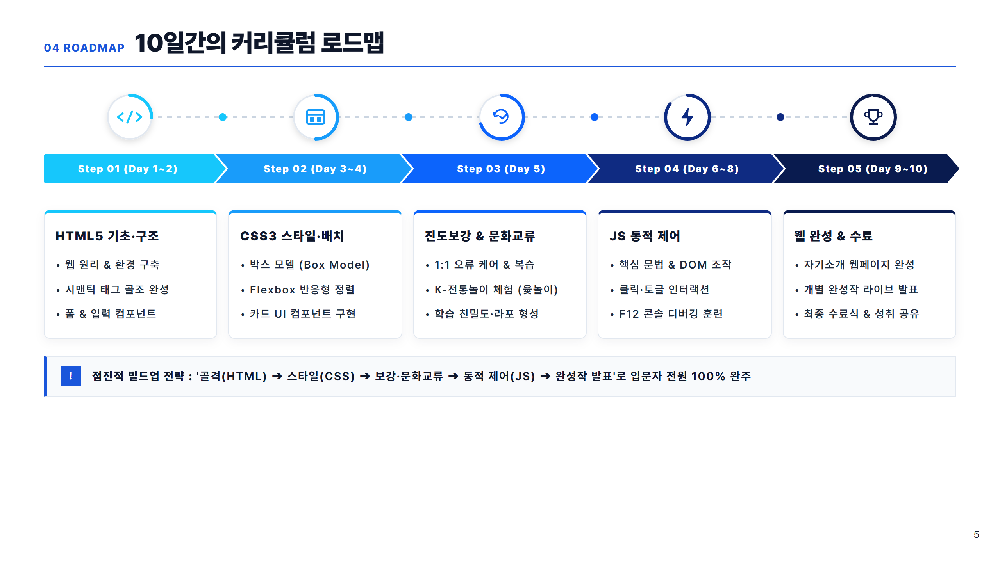 04 ROADMAP 10일간의 커리큘럼 로드맵
Step 01 (Day 1~2)
Step 02 (Day 3~4)
Step 03 (Day 5)
Step 04 (Day 6~8)
Step 05 (Day 9~10)
HTML5 기초·구조
• 웹 원리 & 환경 구축
• 시맨틱 태그 골조 완성
• 폼 & 입력 컴포넌트
CSS3 스타일·배치
• 박스 모델 (Box Model)
• Flexbox 반응형 정렬
• 카드 UI 컴포넌트 구현
진도보강 & 문화교류
• 1:1 오류 케어 & 복습
• K-전통놀이 체험 (윷놀이)
• 학습 친밀도·라포 형성
JS 동적 제어
• 핵심 문법 & DOM 조작
• 클릭·토글 인터랙션
• F12 콘솔 디버깅 훈련
웹 완성 & 수료
• 자기소개 웹페이지 완성
• 개별 완성작 라이브 발표
• 최종 수료식 & 성취 공유
! 점진적 빌드업 전략 : '골격(HTML) ➔ 스타일(CSS) ➔ 보강·문화교류 ➔ 동적 제어(JS) ➔ 완성작 발표'로 입문자 전원 100% 완주
5